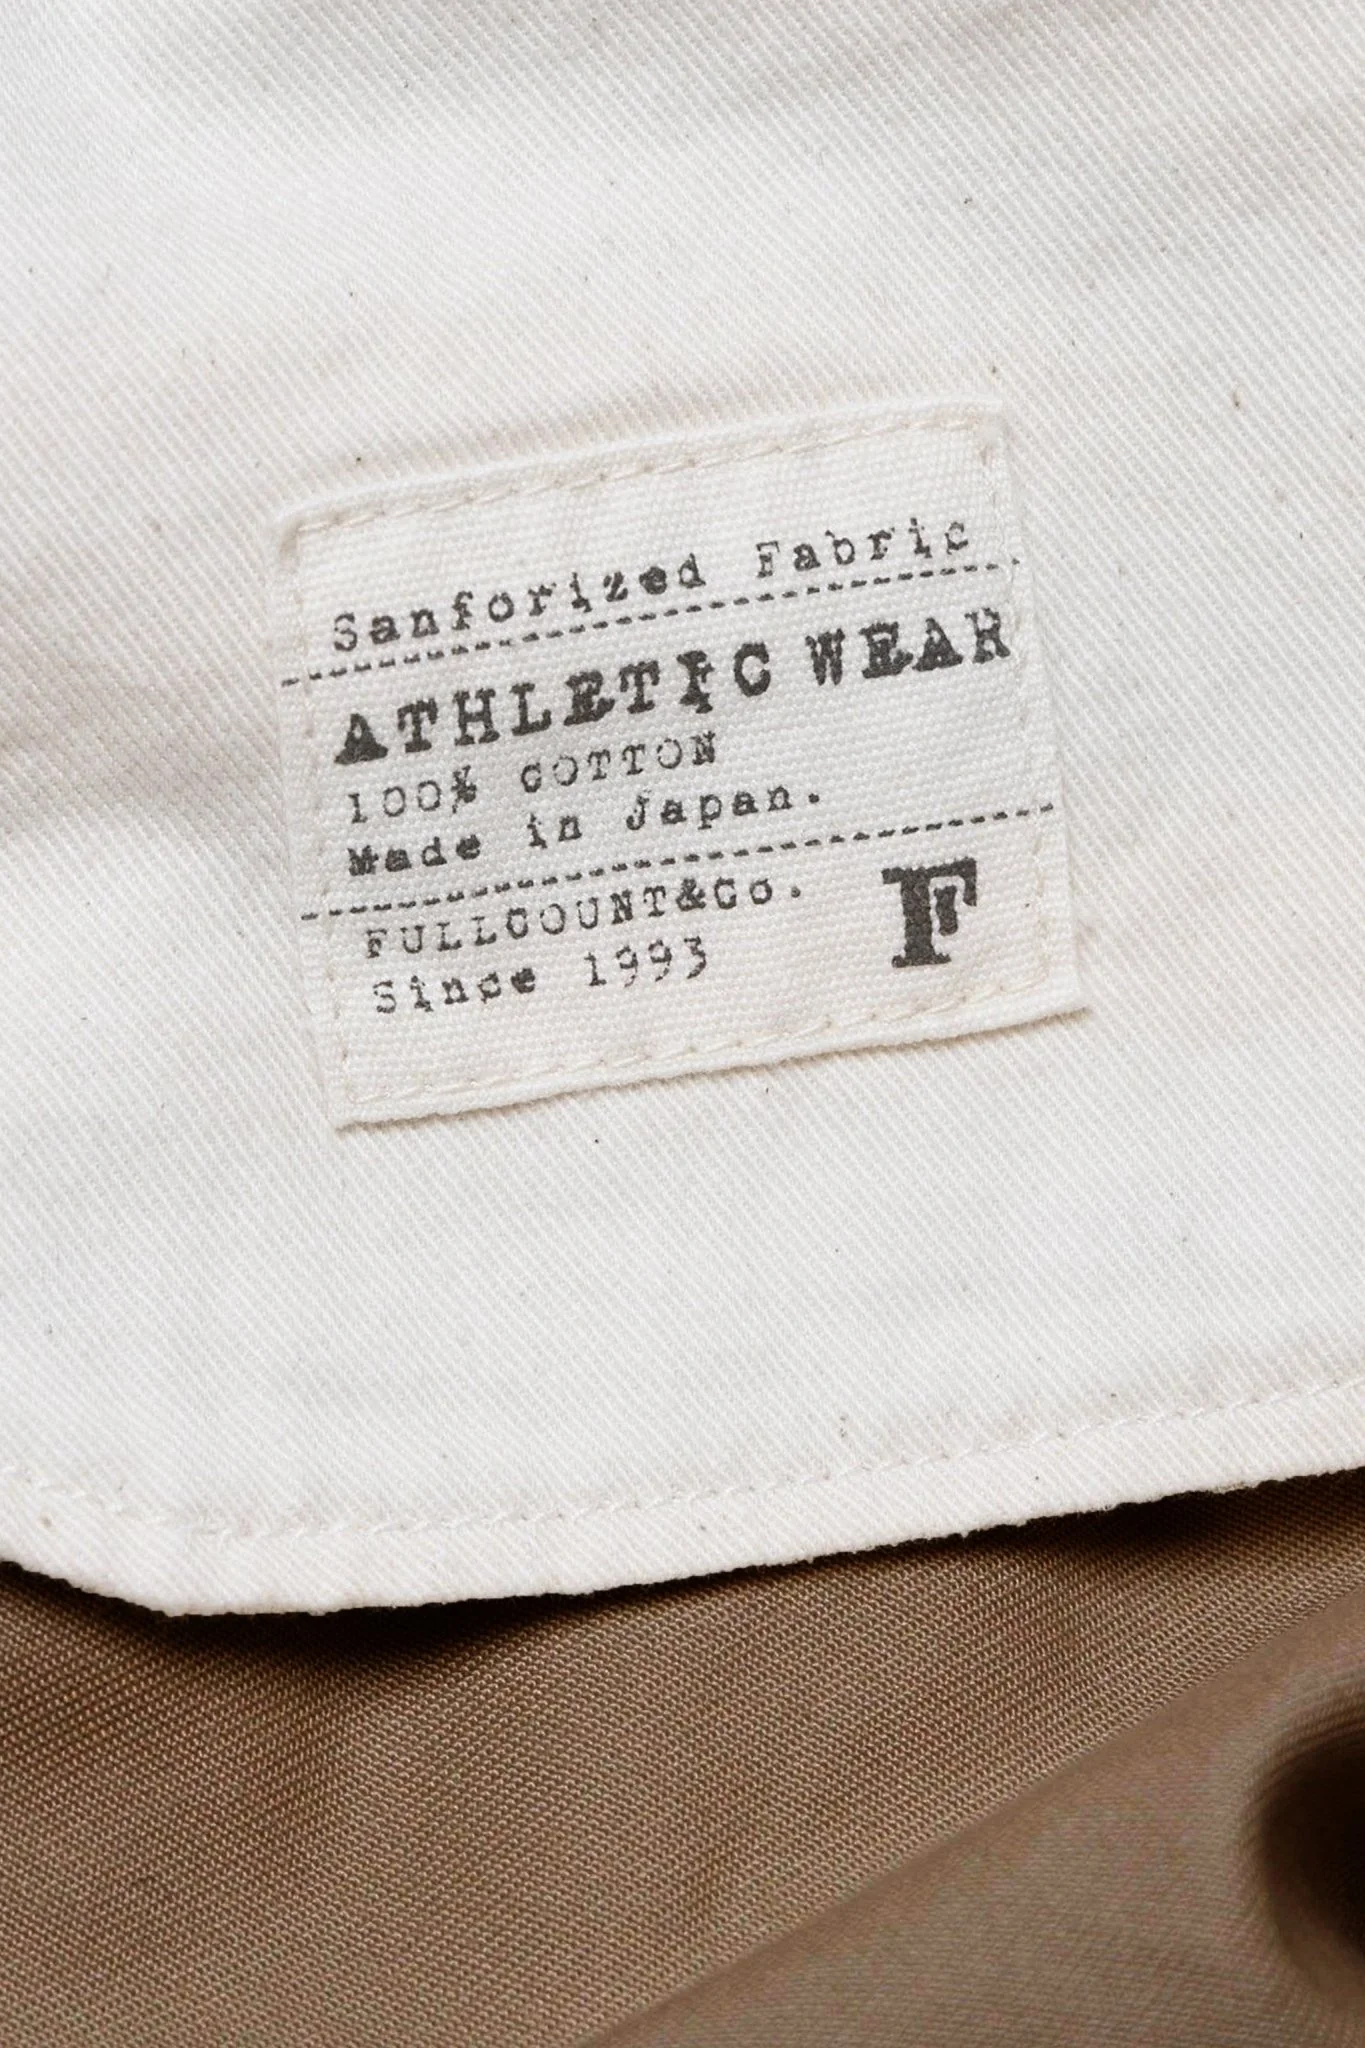 Sanforized Fabric
ATHLETIC WEAR
100% COTTON
Made in Japan.
FULLCOUNT&Co.
Since 1993
F